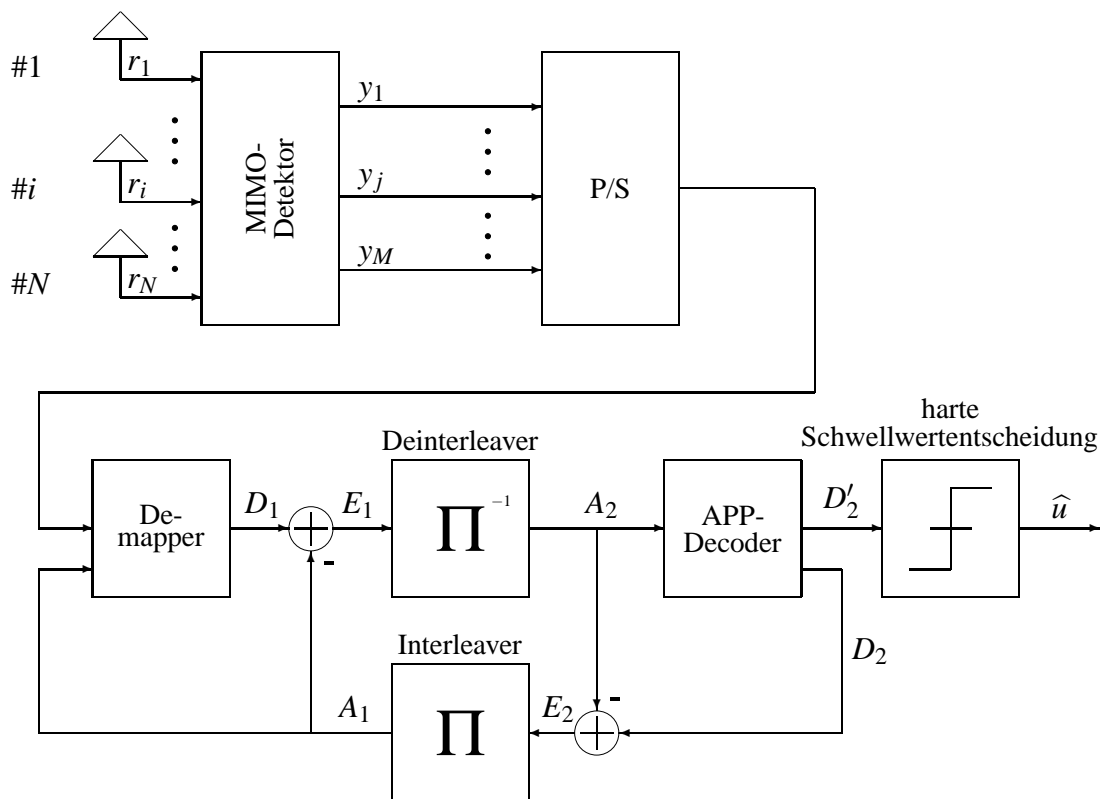 #1
r1
#i
ri
#N
rN
MIMO-
Detektor
y1
yj
yM
P/S
harte
Schwellwertentscheidung
Deinterleaver
De-
mapper
D1
E1
-
Π −1
A2
APP-
Decoder
D2′
û
Interleaver
D2
A1
Π
E2
-